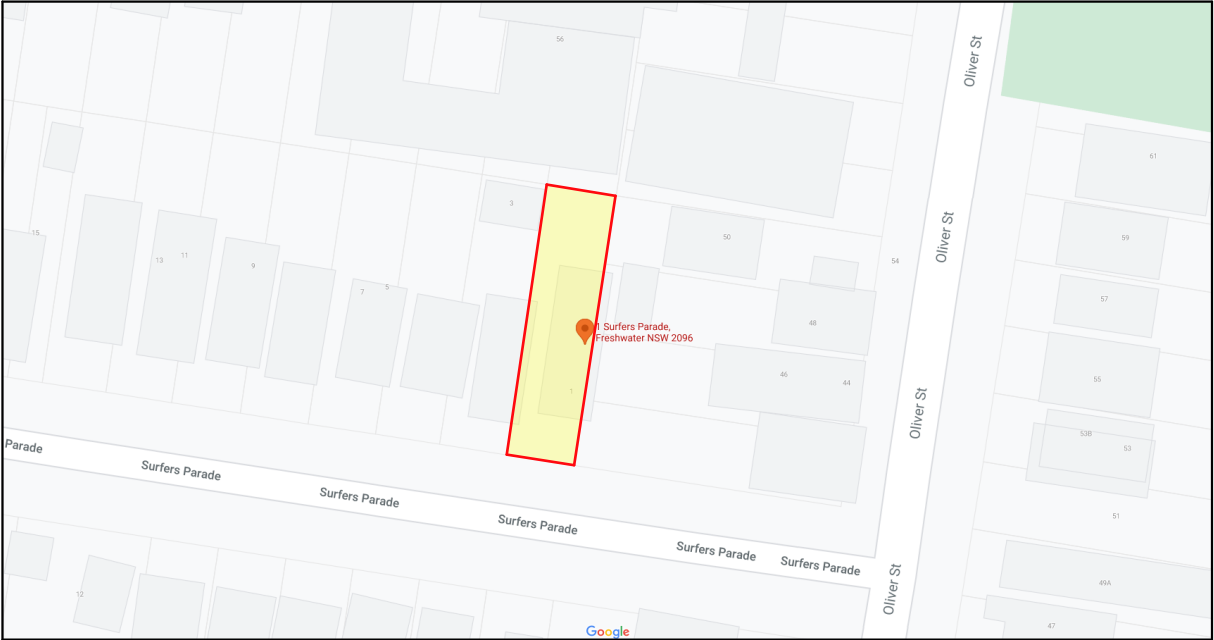 56
Oliver St
61
3
15
50
59
Oliver St
13
11
9
54
7
5
57
1 Surfers Parade,
Freshwater NSW 2096
48
46
44
55
1
Oliver St
53B
53
Parade
Surfers Parade
Surfers Parade
Surfers Parade
51
Surfers Parade
Surfers Parade
Oliver St
49A
12
47
Google